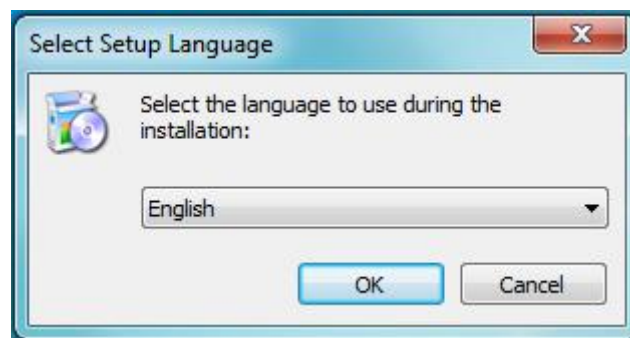 Select Setup Language
Select the language to use during the
installation:
English
OK
Cancel